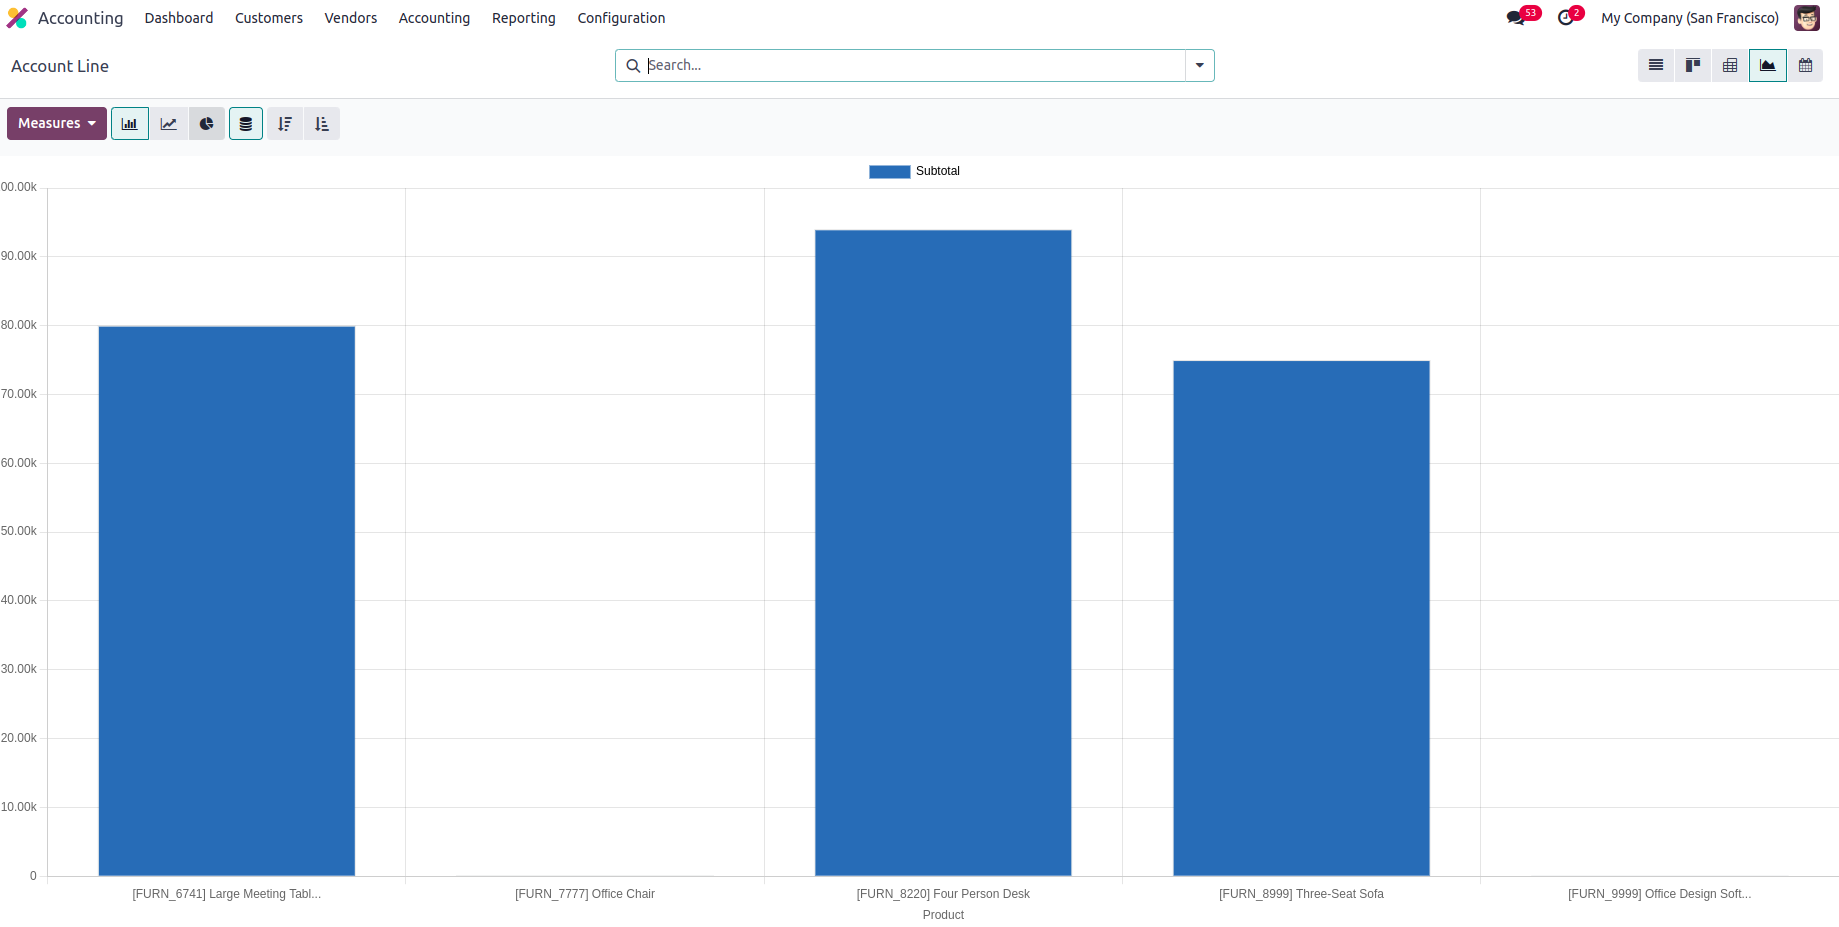 Accounting Dashboard Customers Vendors Accounting Reporting Configuration 53 2 My Company (San Francisco)
Account Line Search...
Measures
Subtotal
00.00k
90.00k
80.00k
70.00k
60.00k
50.00k
40.00k
30.00k
20.00k
10.00k
0
[FURN_6741] Large Meeting Tabl... [FURN_7777] Office Chair [FURN_8220] Four Person Desk [FURN_8999] Three-Seat Sofa [FURN_9999] Office Design Soft...
Product